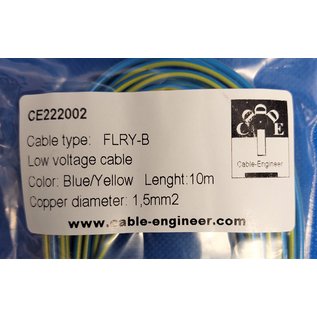 CE222002
Cable type: FLRY-B
Low voltage cable
Color: Blue/Yellow Lenght:10m
Copper diameter: 1,5mm2
www.cable-engineer.com
C E
Cable-Engineer